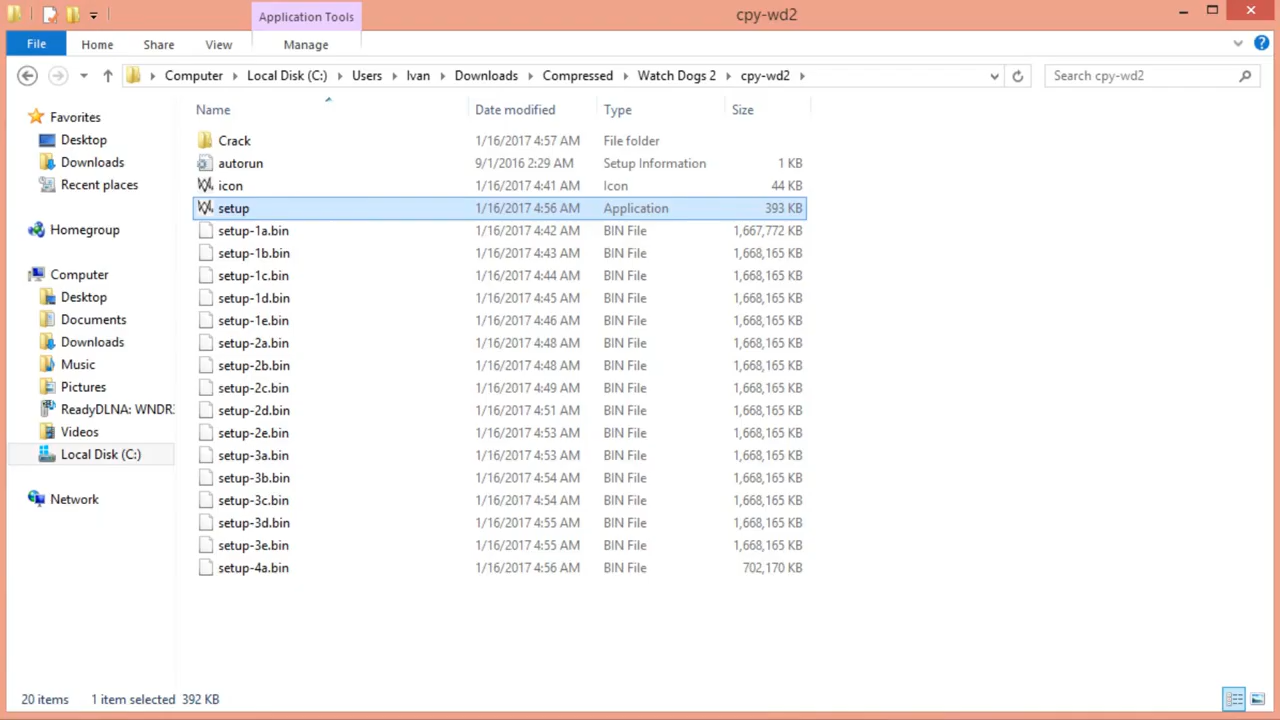 Application Tools
cpy-wd2
File Home Share View Manage
Computer Local Disk (C:) Users Ivan Downloads Compressed Watch Dogs 2 cpy-wd2
Search cpy-wd2
Favorites
Desktop
Downloads
Recent places
Homegroup
Computer
Desktop
Documents
Downloads
Music
Pictures
ReadyDLNA: WNDR3
Videos
Local Disk (C:)
Network
Name Date modified Type Size
Crack 1/16/2017 4:57 AM File folder
autorun 9/1/2016 2:29 AM Setup Information 1 KB
icon 1/16/2017 4:41 AM Icon 44 KB
setup 1/16/2017 4:56 AM Application 393 KB
setup-1a.bin 1/16/2017 4:42 AM BIN File 1,667,772 KB
setup-1b.bin 1/16/2017 4:43 AM BIN File 1,668,165 KB
setup-1c.bin 1/16/2017 4:44 AM BIN File 1,668,165 KB
setup-1d.bin 1/16/2017 4:45 AM BIN File 1,668,165 KB
setup-1e.bin 1/16/2017 4:46 AM BIN File 1,668,165 KB
setup-2a.bin 1/16/2017 4:48 AM BIN File 1,668,165 KB
setup-2b.bin 1/16/2017 4:48 AM BIN File 1,668,165 KB
setup-2c.bin 1/16/2017 4:49 AM BIN File 1,668,165 KB
setup-2d.bin 1/16/2017 4:51 AM BIN File 1,668,165 KB
setup-2e.bin 1/16/2017 4:53 AM BIN File 1,668,165 KB
setup-3a.bin 1/16/2017 4:53 AM BIN File 1,668,165 KB
setup-3b.bin 1/16/2017 4:54 AM BIN File 1,668,165 KB
setup-3c.bin 1/16/2017 4:54 AM BIN File 1,668,165 KB
setup-3d.bin 1/16/2017 4:55 AM BIN File 1,668,165 KB
setup-3e.bin 1/16/2017 4:55 AM BIN File 1,668,165 KB
setup-4a.bin 1/16/2017 4:56 AM BIN File 702,170 KB
20 items 1 item selected 392 KB